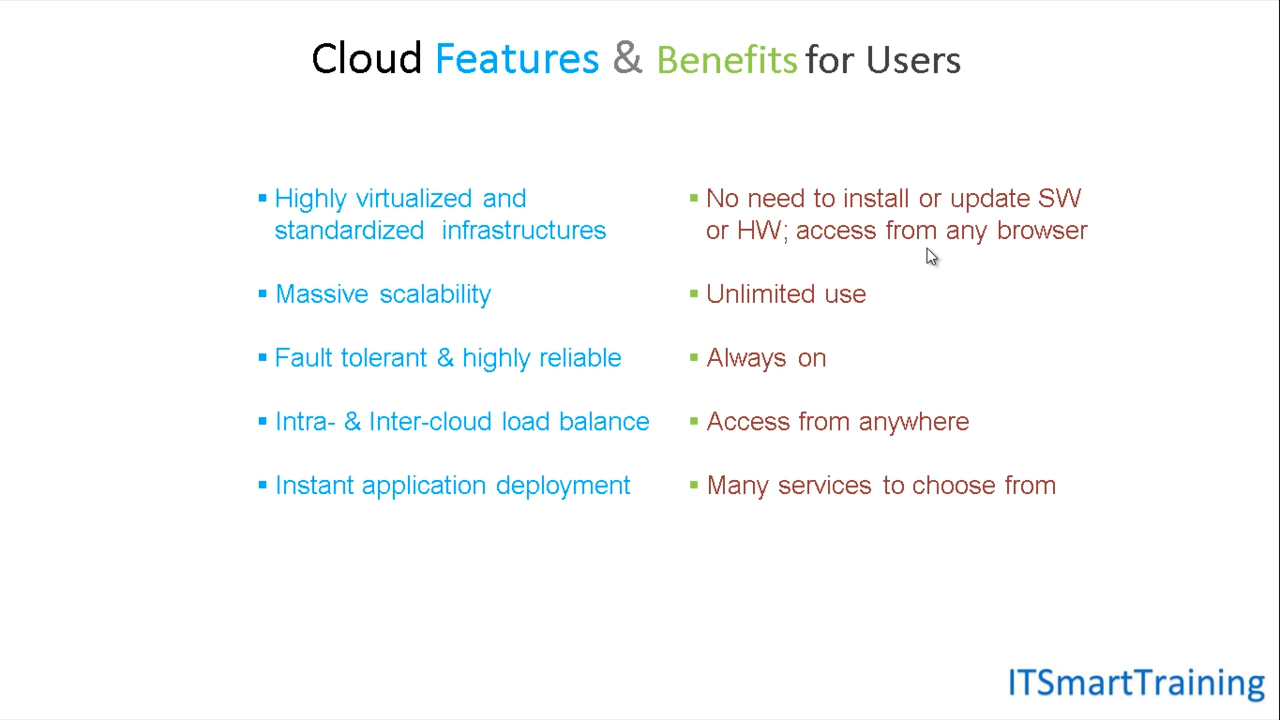 Cloud Features & Benefits for Users
▪ Highly virtualized and
standardized infrastructures
▪ Massive scalability
▪ Fault tolerant & highly reliable
▪ Intra- & Inter-cloud load balance
▪ Instant application deployment
▪ No need to install or update SW
or HW; access from any browser
▪ Unlimited use
▪ Always on
▪ Access from anywhere
▪ Many services to choose from
ITSmartTraining